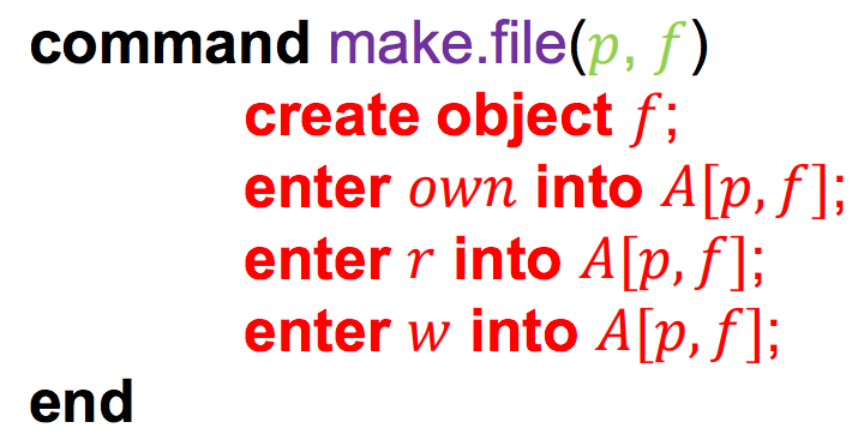 command make.file(p, f)
create object f;
enter own into A[p, f];
enter r into A[p, f];
enter w into A[p, f];
end